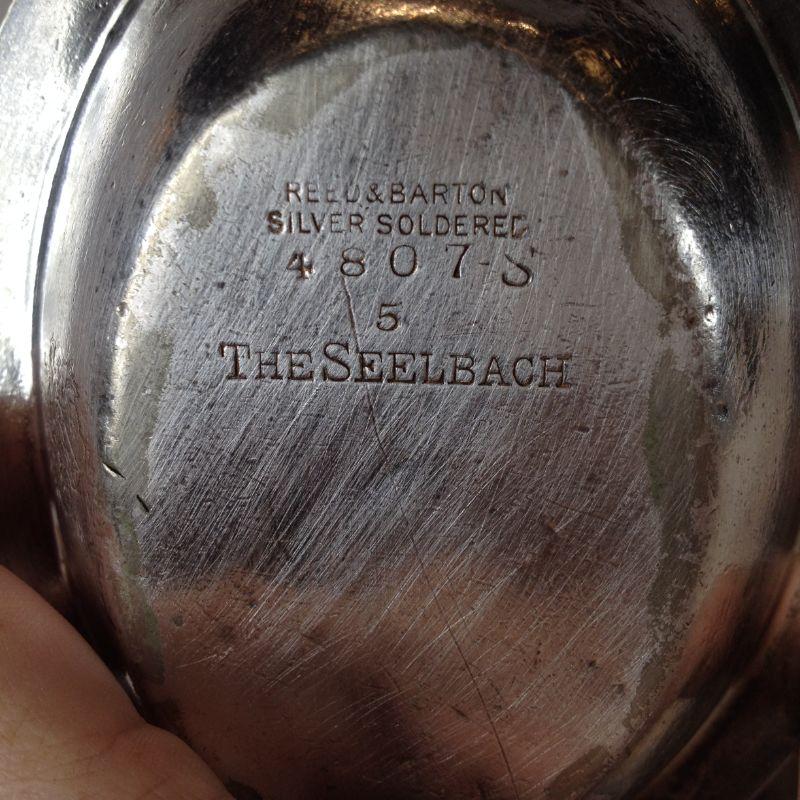 REED & BARTON
SILVER SOLDERED
4807-S
5
THE SEELBACH